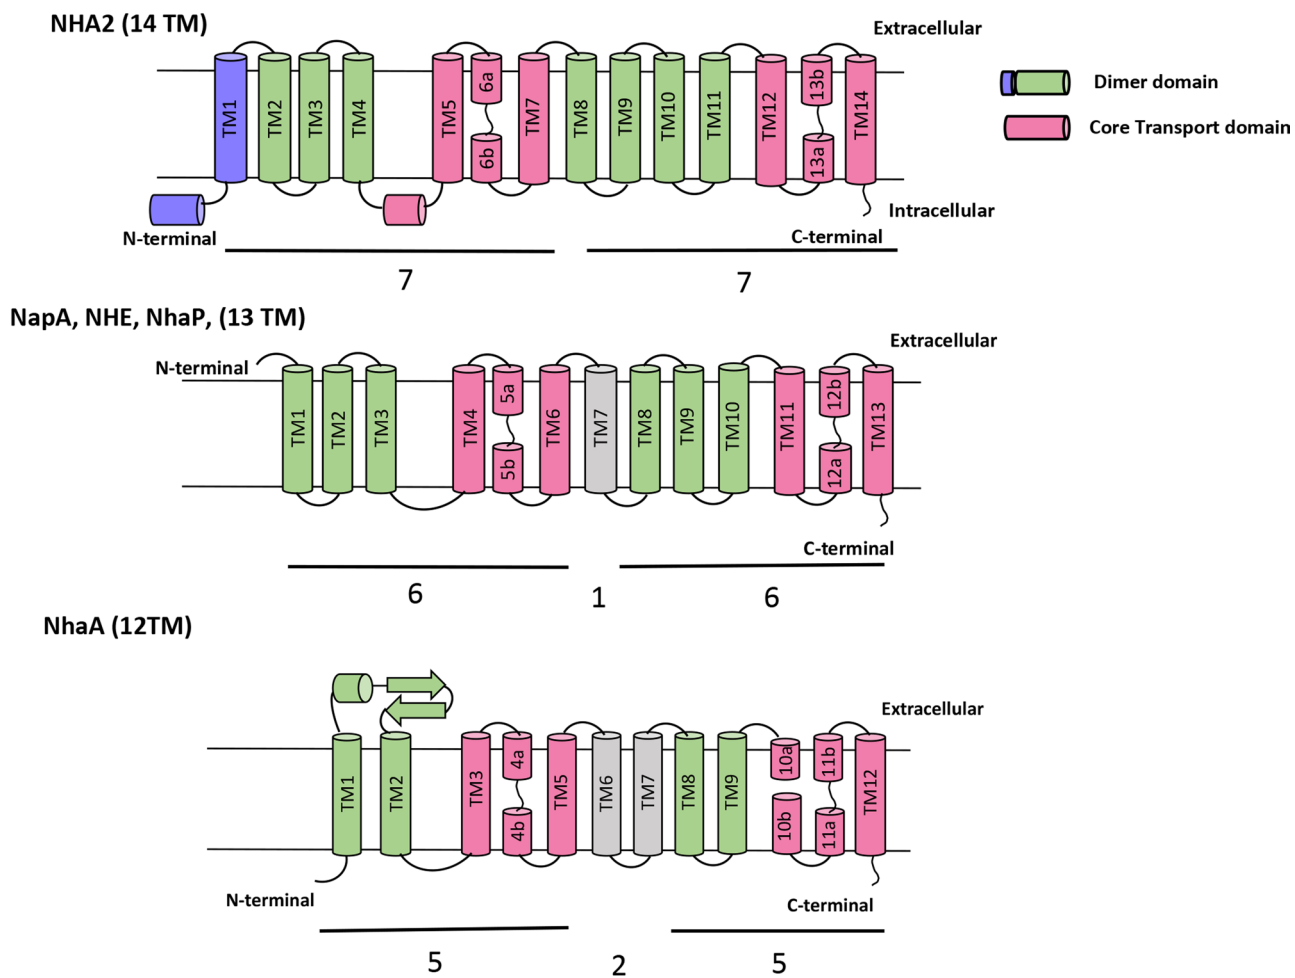 NHA2 (14 TM)
Extracellular
TM1
TM2
TM3
TM4
TM5
6a
6b
TM7
TM8
TM9
TM10
TM11
TM12
13b
13a
TM14
Dimer domain
Core Transport domain
Intracellular
N-terminal
C-terminal
7
7
NapA, NHE, NhaP, (13 TM)
Extracellular
N-terminal
TM1
TM2
TM3
TM4
5a
5b
TM6
TM7
TM8
TM9
TM10
TM11
12b
12a
TM13
C-terminal
6
1
6
NhaA (12TM)
Extracellular
TM1
TM2
TM3
4a
4b
TM5
TM6
TM7
TM8
TM9
10a
10b
11b
11a
TM12
N-terminal
C-terminal
5
2
5